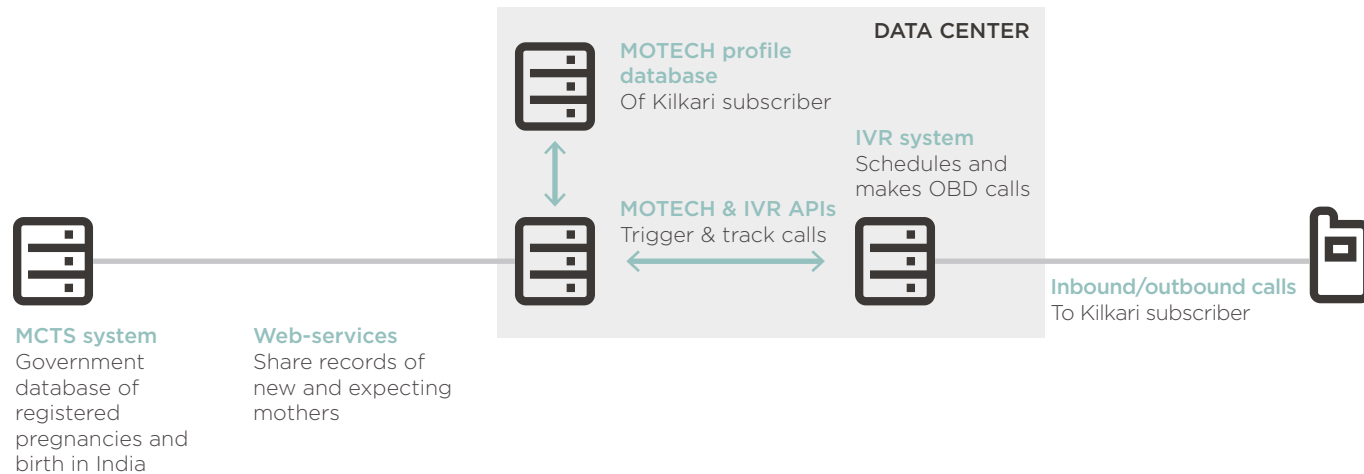 DATA CENTER
MOTECH profile
database
Of Kilkari subscriber
IVR system
Schedules and
makes OBD calls
MOTECH & IVR APIs
Trigger & track calls
Inbound/outbound calls
To Kilkari subscriber
MCTS system
Government
database of
registered
pregnancies and
birth in India
Web-services
Share records of
new and expecting
mothers